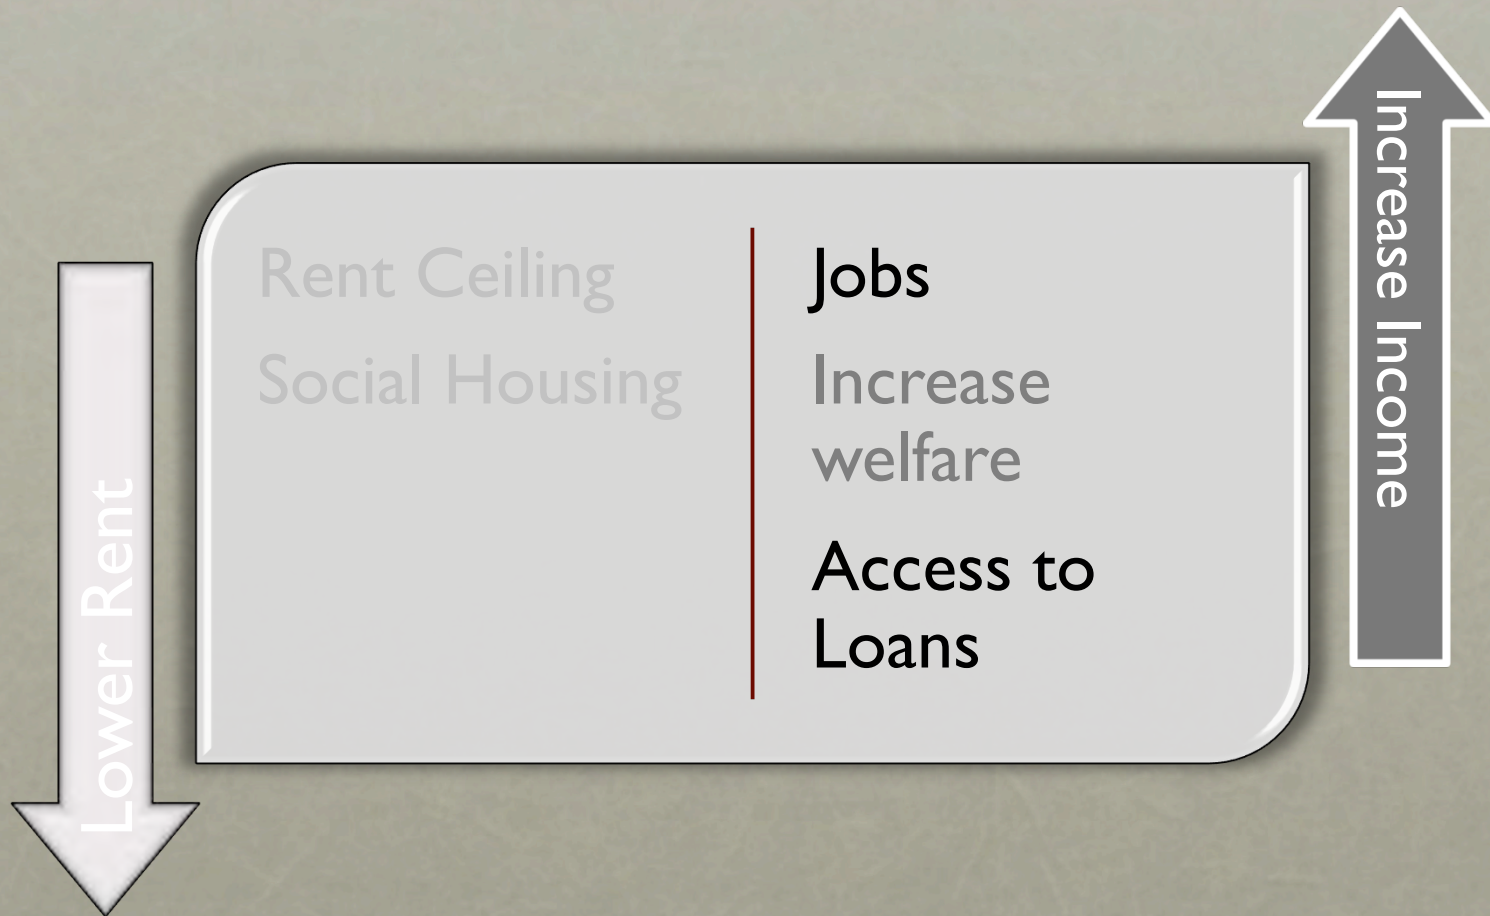 Lower Rent
Rent Ceiling
Social Housing
Jobs
Increase
welfare
Access to
Loans
Increase Income